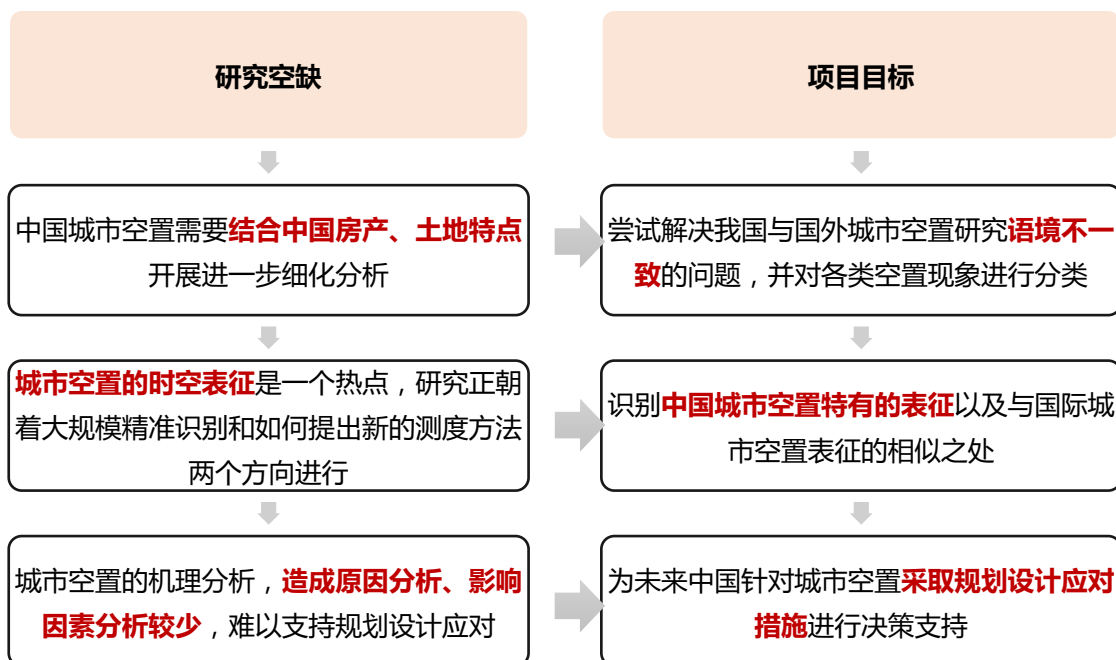 研究空缺
项目目标
中国城市空置需要结合中国房产、土地特点
开展进一步细化分析
尝试解决我国与国外城市空置研究语境不一
致的问题，并对各类空置现象进行分类
城市空置的时空表征是一个热点，研究正朝
着大规模精准识别和如何提出新的测度方法
两个方向进行
识别中国城市空置特有的表征以及与国际城
市空置表征的相似之处
城市空置的机理分析，造成原因分析、影响
因素分析较少，难以支持规划设计应对
为未来中国针对城市空置采取规划设计应对
措施进行决策支持